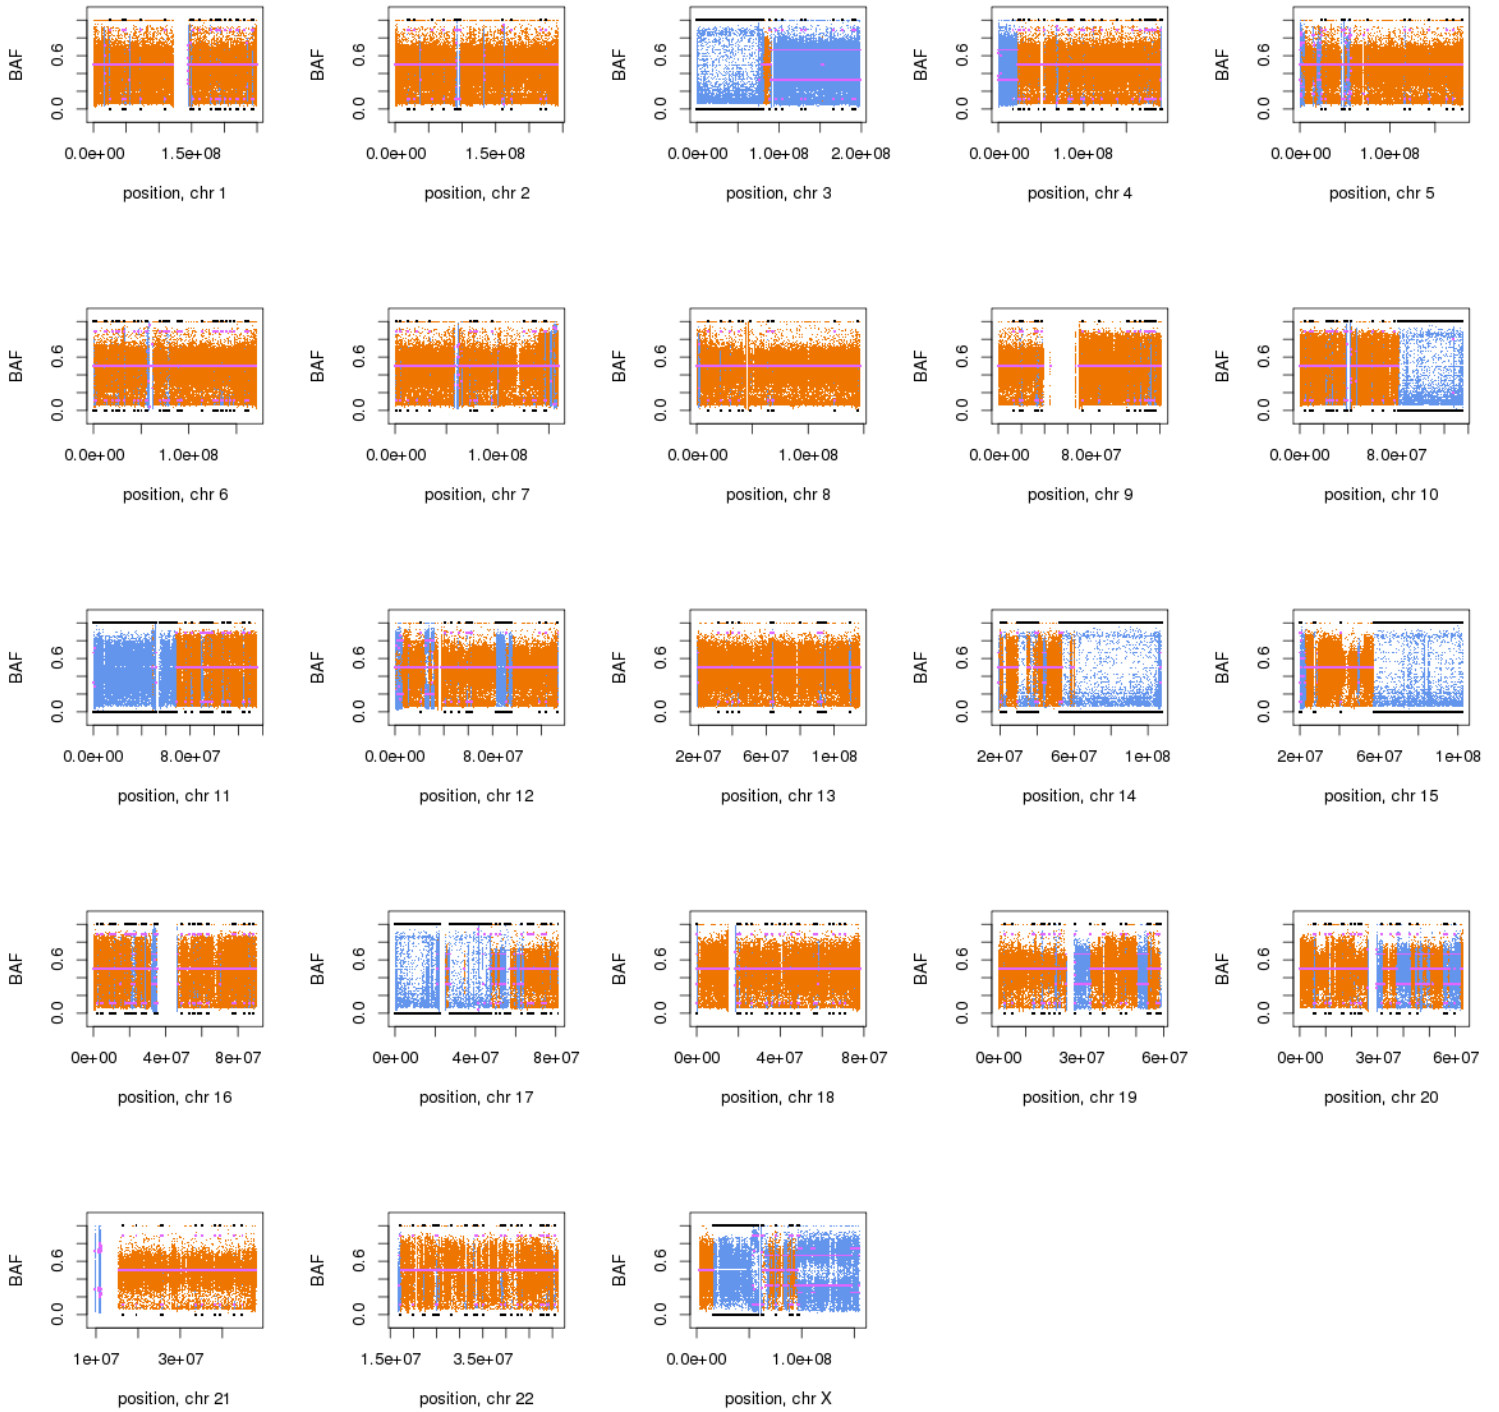 BAF 0.0 0.6 0.0e+00 1.5e+08 position, chr 1
BAF 0.0 0.6 0.0e+00 1.5e+08 position, chr 2
BAF 0.0 0.6 0.0e+00 1.0e+08 2.0e+08 position, chr 3
BAF 0.0 0.6 0.0e+00 1.0e+08 position, chr 4
BAF 0.0 0.6 0.0e+00 1.0e+08 position, chr 5
BAF 0.0 0.6 0.0e+00 1.0e+08 position, chr 6
BAF 0.0 0.6 0.0e+00 1.0e+08 position, chr 7
BAF 0.0 0.6 0.0e+00 1.0e+08 position, chr 8
BAF 0.0 0.6 0.0e+00 8.0e+07 position, chr 9
BAF 0.0 0.6 0.0e+00 8.0e+07 position, chr 10
BAF 0.0 0.6 0.0e+00 8.0e+07 position, chr 11
BAF 0.0 0.6 0.0e+00 8.0e+07 position, chr 12
BAF 0.0 0.6 2e+07 6e+07 1e+08 position, chr 13
BAF 0.0 0.6 2e+07 6e+07 1e+08 position, chr 14
BAF 0.0 0.6 2e+07 6e+07 1e+08 position, chr 15
BAF 0.0 0.6 0e+00 4e+07 8e+07 position, chr 16
BAF 0.0 0.6 0e+00 4e+07 8e+07 position, chr 17
BAF 0.0 0.6 0e+00 4e+07 8e+07 position, chr 18
BAF 0.0 0.6 0e+00 3e+07 6e+07 position, chr 19
BAF 0.0 0.6 0e+00 3e+07 6e+07 position, chr 20
BAF 0.0 0.6 1e+07 3e+07 position, chr 21
BAF 0.0 0.6 1.5e+07 3.5e+07 position, chr 22
BAF 0.0 0.6 0.0e+00 1.0e+08 position, chr X